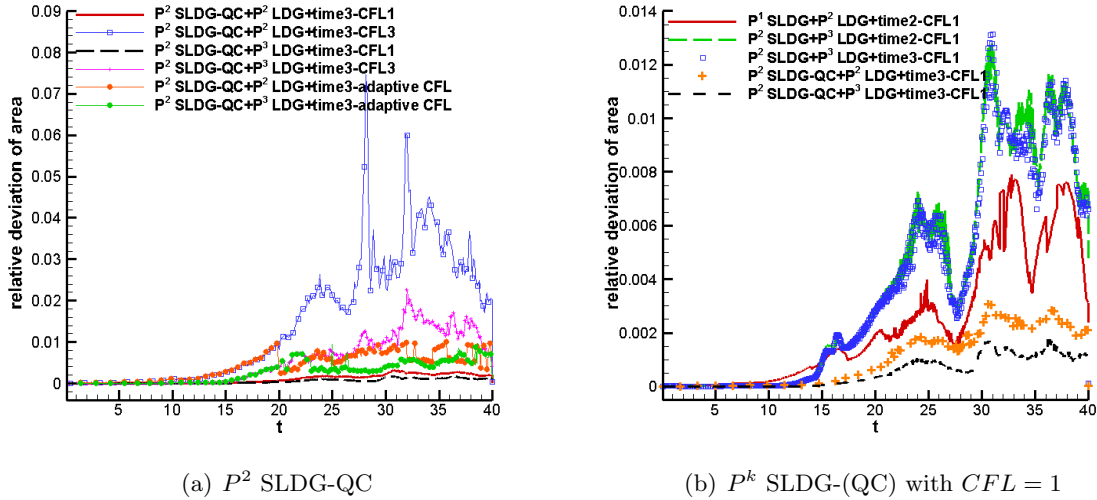 P² SLDG-QC+P² LDG+time3-CFL1
P² SLDG-QC+P² LDG+time3-CFL3
P² SLDG-QC+P³ LDG+time3-CFL1
P² SLDG-QC+P³ LDG+time3-CFL3
P² SLDG-QC+P² LDG+time3-adaptive CFL
P² SLDG-QC+P³ LDG+time3-adaptive CFL
relative deviation of area
0.09
0.08
0.07
0.06
0.05
0.04
0.03
0.02
0.01
0
5 10 15 20 25 30 35 40
t
(a) P² SLDG-QC
P¹ SLDG+P² LDG+time2-CFL1
P² SLDG+P³ LDG+time2-CFL1
P² SLDG+P³ LDG+time3-CFL1
P² SLDG-QC+P² LDG+time3-CFL1
P² SLDG-QC+P³ LDG+time3-CFL1
relative deviation of area
0.014
0.012
0.01
0.008
0.006
0.004
0.002
0
5 10 15 20 25 30 35 40
t
(b) Pᵏ SLDG-(QC) with CFL = 1